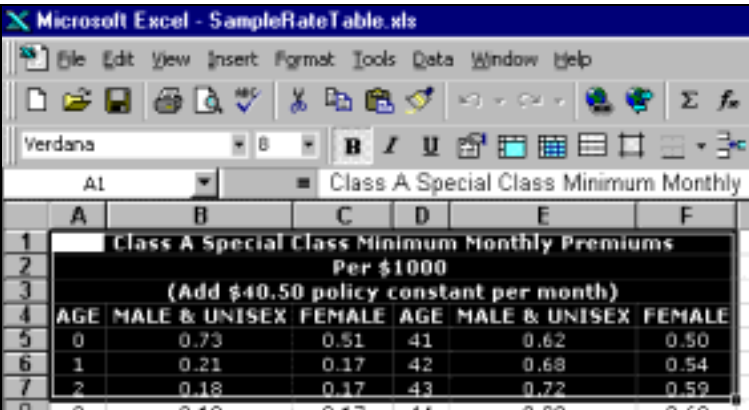 Microsoft Excel - SampleRateTable.xls
File Edit View Insert Format Tools Data Window Help
ABC Σ fx
Verdana 8 B I U
A1 = Class A Special Class Minimum Monthly
A B C D E F
1 Class A Special Class Minimum Monthly Premiums
2 Per $1000
3 (Add $40.50 policy constant per month)
4 AGE MALE & UNISEX FEMALE AGE MALE & UNISEX FEMALE
5 0 0.73 0.51 41 0.62 0.50
6 1 0.21 0.17 42 0.68 0.54
7 2 0.18 0.17 43 0.72 0.59